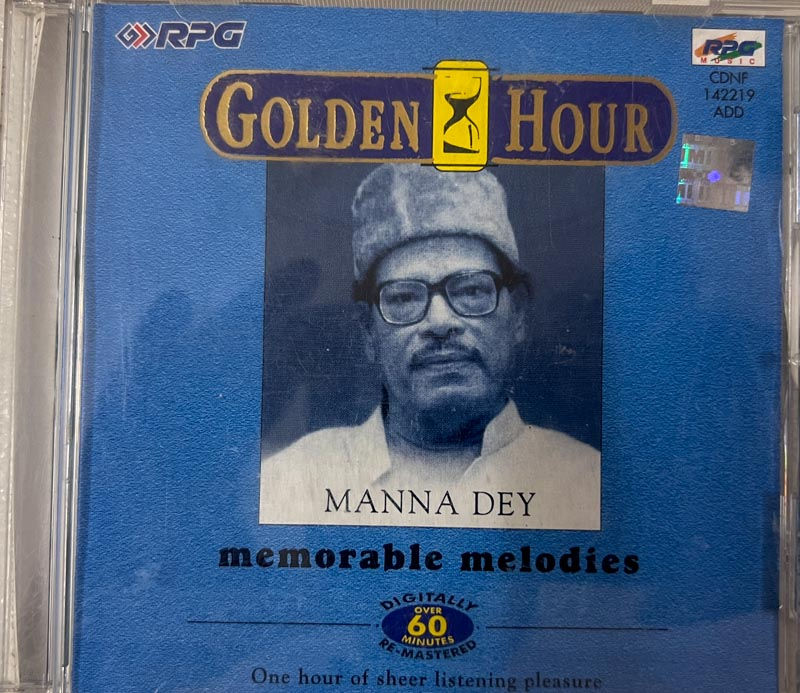 RPG
RPG
MUSIC
CDNF
142219
ADD
GOLDEN HOUR
MANNA DEY
memorable melodies
DIGITALLY
OVER
60
MINUTES
RE-MASTERED
One hour of sheer listening pleasure